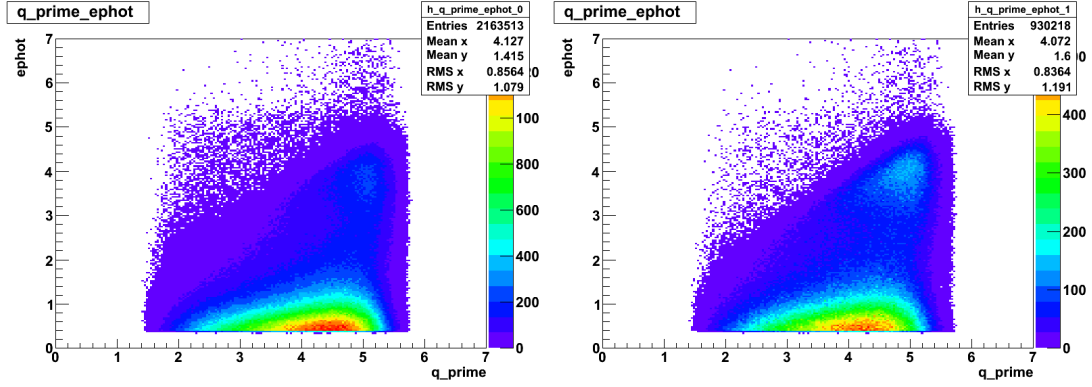 q_prime_ephot
h_q_prime_ephot_0
Entries 2163513
Mean x 4.127
Mean y 1.415
RMS x 0.8564
RMS y 1.079
ephot
7
6
5
4
3
2
1
0
0 1 2 3 4 5 6 7
q_prime
800
600
400
200
0
q_prime_ephot
h_q_prime_ephot_1
Entries 930218
Mean x 4.072
Mean y 1.6
RMS x 0.8364
RMS y 1.191
ephot
7
6
5
4
3
2
1
0
0 1 2 3 4 5 6 7
q_prime
400
300
200
100
0